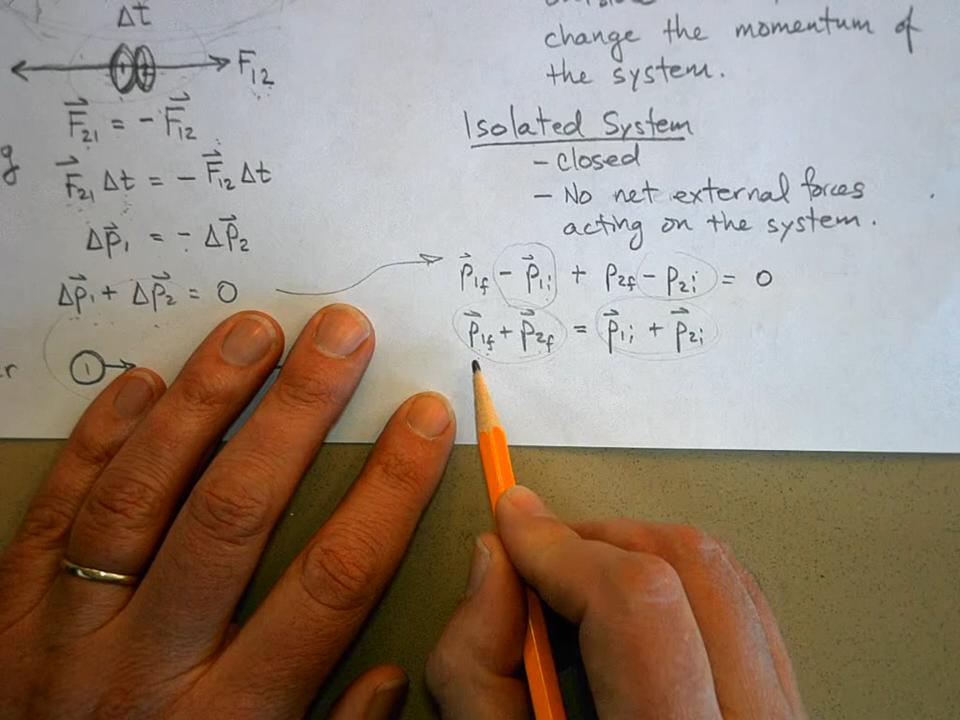 Δt
F₁₂
F⃗₂₁ = - F⃗₁₂
g
F⃗₂₁ Δt = - F⃗₁₂ Δt
Δp⃗₁ = - Δp⃗₂
Δp⃗₁ + Δp⃗₂ = 0
r
1
change the momentum of
the system.
Isolated System
- closed
- No net external forces
acting on the system.
p⃗₁f - p⃗₁i + p₂f - p₂i = 0
p⃗₁f + p⃗₂f = p⃗₁i + p⃗₂i